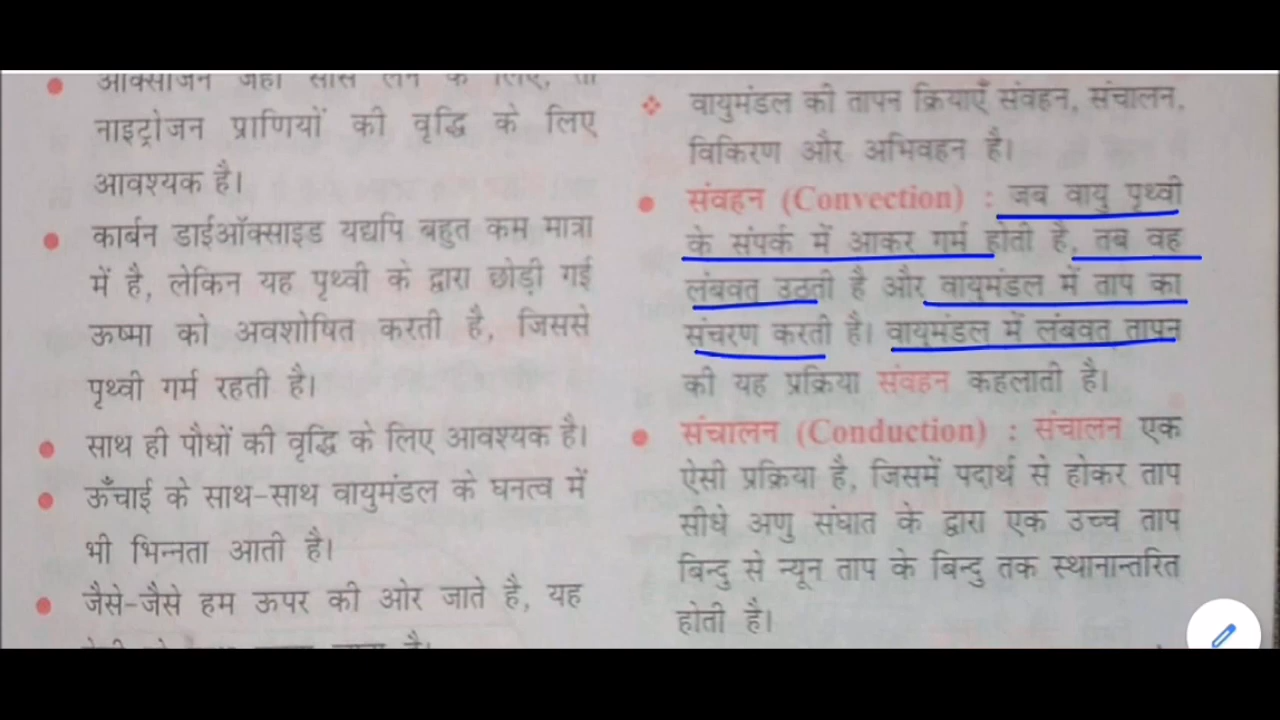 आक्सीजन जहाँ साँस लेने के लिए, तो
नाइट्रोजन प्राणियों की वृद्धि के लिए
आवश्यक है।
कार्बन डाईऑक्साइड यद्यपि बहुत कम मात्रा
में है, लेकिन यह पृथ्वी के द्वारा छोड़ी गई
ऊष्मा को अवशोषित करती है, जिससे
पृथ्वी गर्म रहती है।
साथ ही पौधों की वृद्धि के लिए आवश्यक है।
ऊँचाई के साथ-साथ वायुमंडल के घनत्व में
भी भिन्नता आती है।
जैसे-जैसे हम ऊपर की ओर जाते है, यह
है।
वायुमंडल की तापन क्रियाएँ संवहन, संचालन,
विकिरण और अभिवहन है।
संवहन (Convection) : जब वायु पृथ्वी
के संपर्क में आकर गर्म होती है, तब वह
लंबवत उठती है और वायुमंडल में ताप का
संचरण करती है। वायुमंडल में लंबवत् तापन
की यह प्रक्रिया संवहन कहलाती है।
संचालन (Conduction) : संचालन एक
ऐसी प्रक्रिया है, जिसमें पदार्थ से होकर ताप
सीधे अणु संघात के द्वारा एक उच्च ताप
बिन्दु से न्यून ताप के बिन्दु तक स्थानान्तरित
होती है।